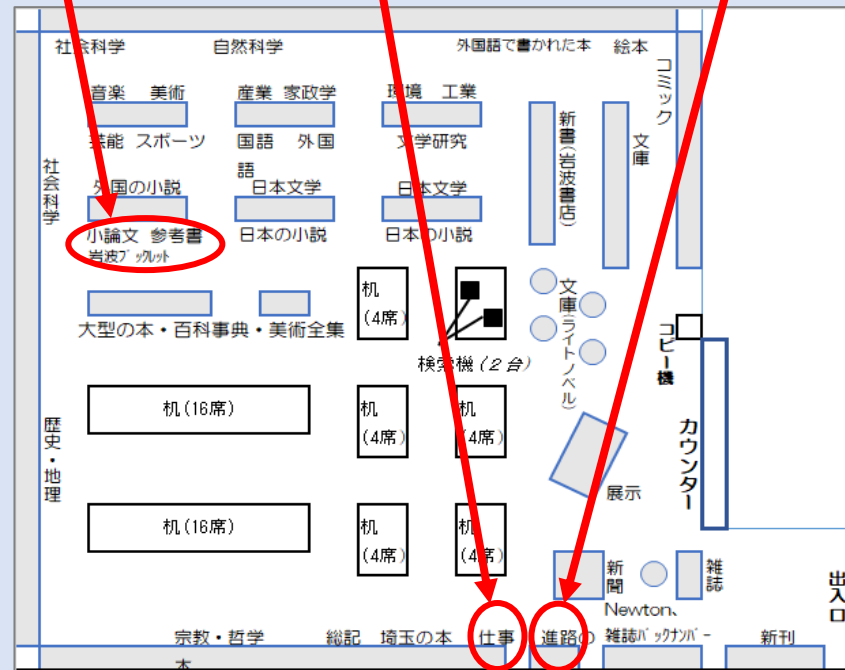 社会科学 自然科学 外国語で書かれた本 絵本
コミック
音楽 美術 産業 家政学 環境 工業
芸能 スポーツ 国語 外国語 文学研究
新書(岩波書店)
文庫
社会科学
外国の小説 日本文学 日本文学
小論文 参考書 日本の小説 日本の小説
岩波ブックレット
机
(4席)
文庫(ライトノベル)
大型の本・百科事典・美術全集
検索機(2台)
コピー機
カウンター
机(16席)
机
(4席)
机
(4席)
歴史・地理
展示
机(16席)
机
(4席)
机
(4席)
新聞
雑誌
出入口
Newton、
雑誌バックナンバー
宗教・哲学 総記 埼玉の本 仕事 進路の 新刊
本